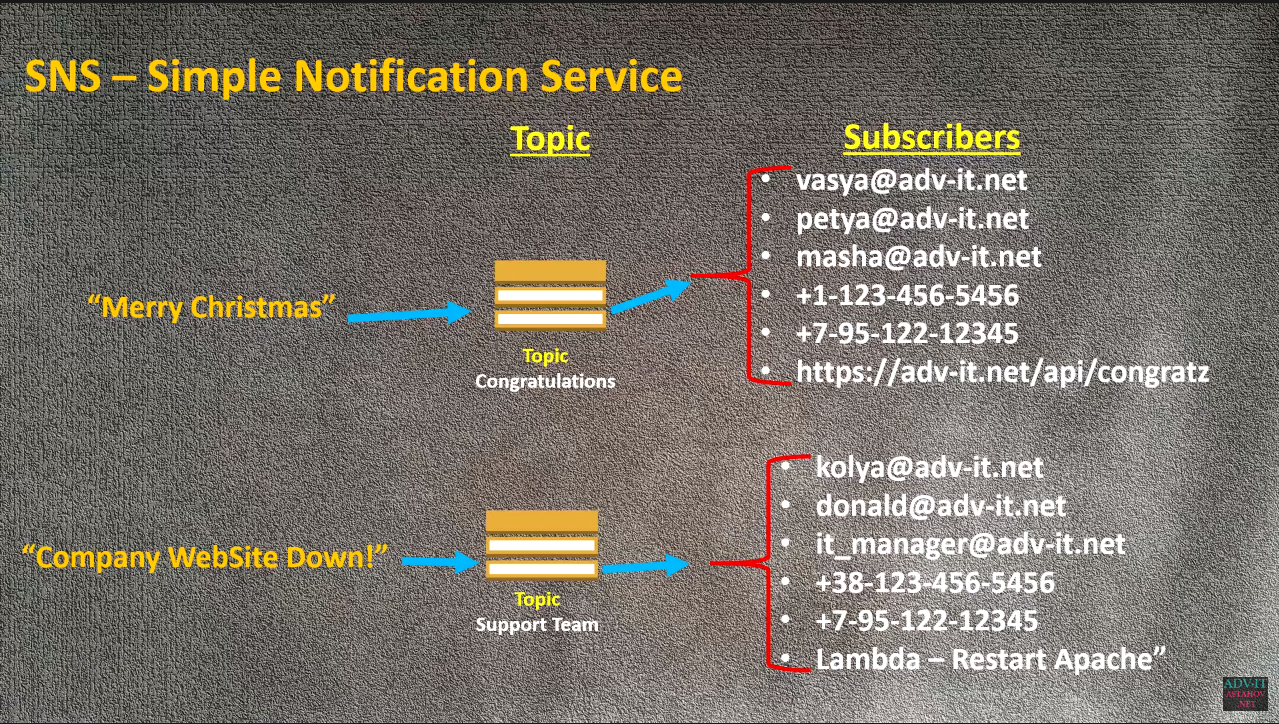 SNS – Simple Notification Service
Topic
Subscribers
• vasya@adv-it.net
• petya@adv-it.net
• masha@adv-it.net
• +1-123-456-5456
• +7-95-122-12345
• https://adv-it.net/api/congratz
“Merry Christmas”
Topic
Congratulations
• kolya@adv-it.net
• donald@adv-it.net
• it_manager@adv-it.net
• +38-123-456-5456
• +7-95-122-12345
• Lambda – Restart Apache”
“Company WebSite Down!”
Topic
Support Team
ADV-IT
ASTAHOV
.NET